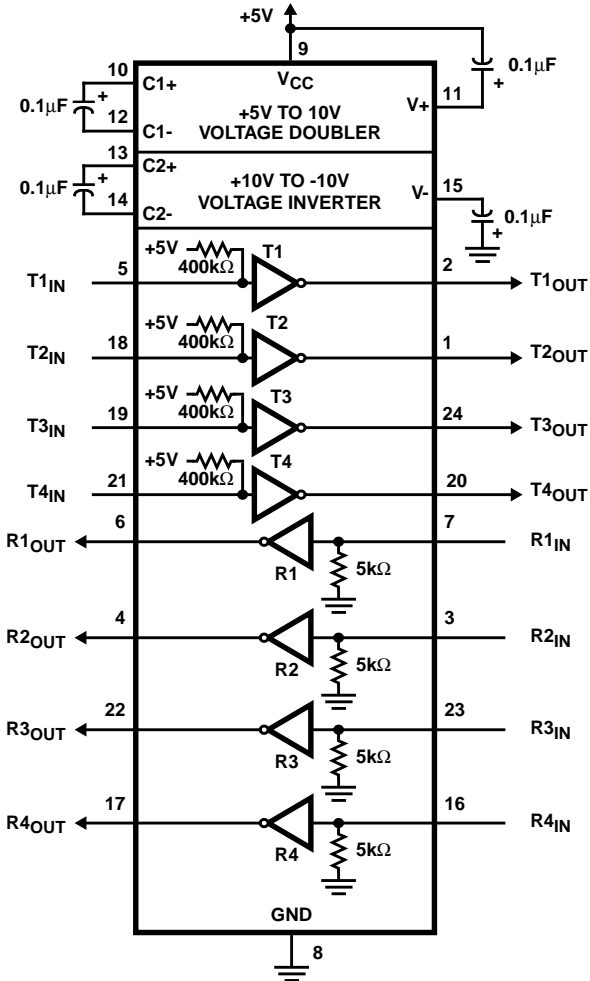 +5V
9
10
C1+
VCC
0.1μF
+
+
0.1μF
11
V+
12
C1-
+5V TO 10V
VOLTAGE DOUBLER
13
C2+
0.1μF
+
+10V TO -10V
VOLTAGE INVERTER
V-
15
14
C2-
0.1μF
+
+5V
400kΩ
T1
T1IN
5
2
T1OUT
+5V
400kΩ
T2
T2IN
18
1
T2OUT
+5V
400kΩ
T3
T3IN
19
24
T3OUT
+5V
400kΩ
T4
T4IN
21
20
T4OUT
R1OUT
6
7
R1IN
R1
5kΩ
R2OUT
4
3
R2IN
R2
5kΩ
R3OUT
22
23
R3IN
R3
5kΩ
R4OUT
17
16
R4IN
R4
5kΩ
GND
8